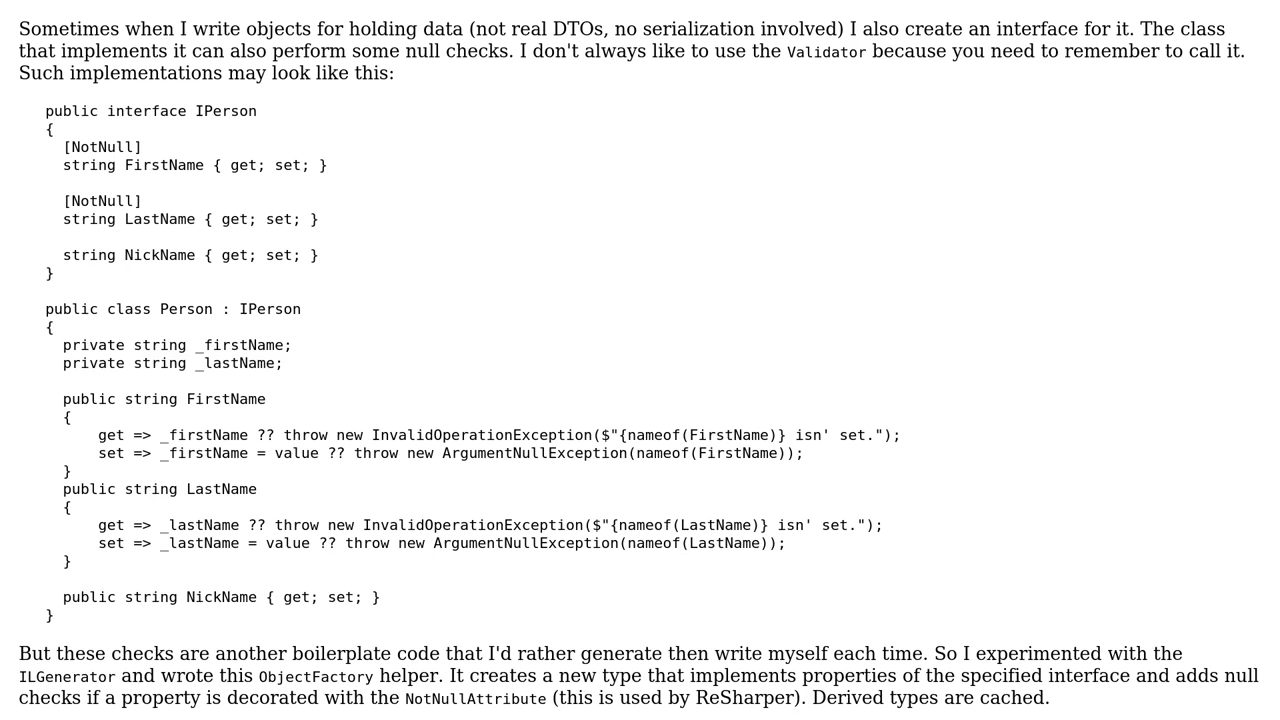 Sometimes when I write objects for holding data (not real DTOs, no serialization involved) I also create an interface for it. The class
that implements it can also perform some null checks. I don't always like to use the Validator because you need to remember to call it.
Such implementations may look like this:
public interface IPerson
{
  [NotNull]
  string FirstName { get; set; }

  [NotNull]
  string LastName { get; set; }

  string NickName { get; set; }
}

public class Person : IPerson
{
  private string _firstName;
  private string _lastName;

  public string FirstName
  {
      get => _firstName ?? throw new InvalidOperationException($"{nameof(FirstName)} isn' set.");
      set => _firstName = value ?? throw new ArgumentNullException(nameof(FirstName));
  }
  public string LastName
  {
      get => _lastName ?? throw new InvalidOperationException($"{nameof(LastName)} isn' set.");
      set => _lastName = value ?? throw new ArgumentNullException(nameof(LastName));
  }

  public string NickName { get; set; }
}
But these checks are another boilerplate code that I'd rather generate then write myself each time. So I experimented with the
ILGenerator and wrote this ObjectFactory helper. It creates a new type that implements properties of the specified interface and adds null
checks if a property is decorated with the NotNullAttribute (this is used by ReSharper). Derived types are cached.